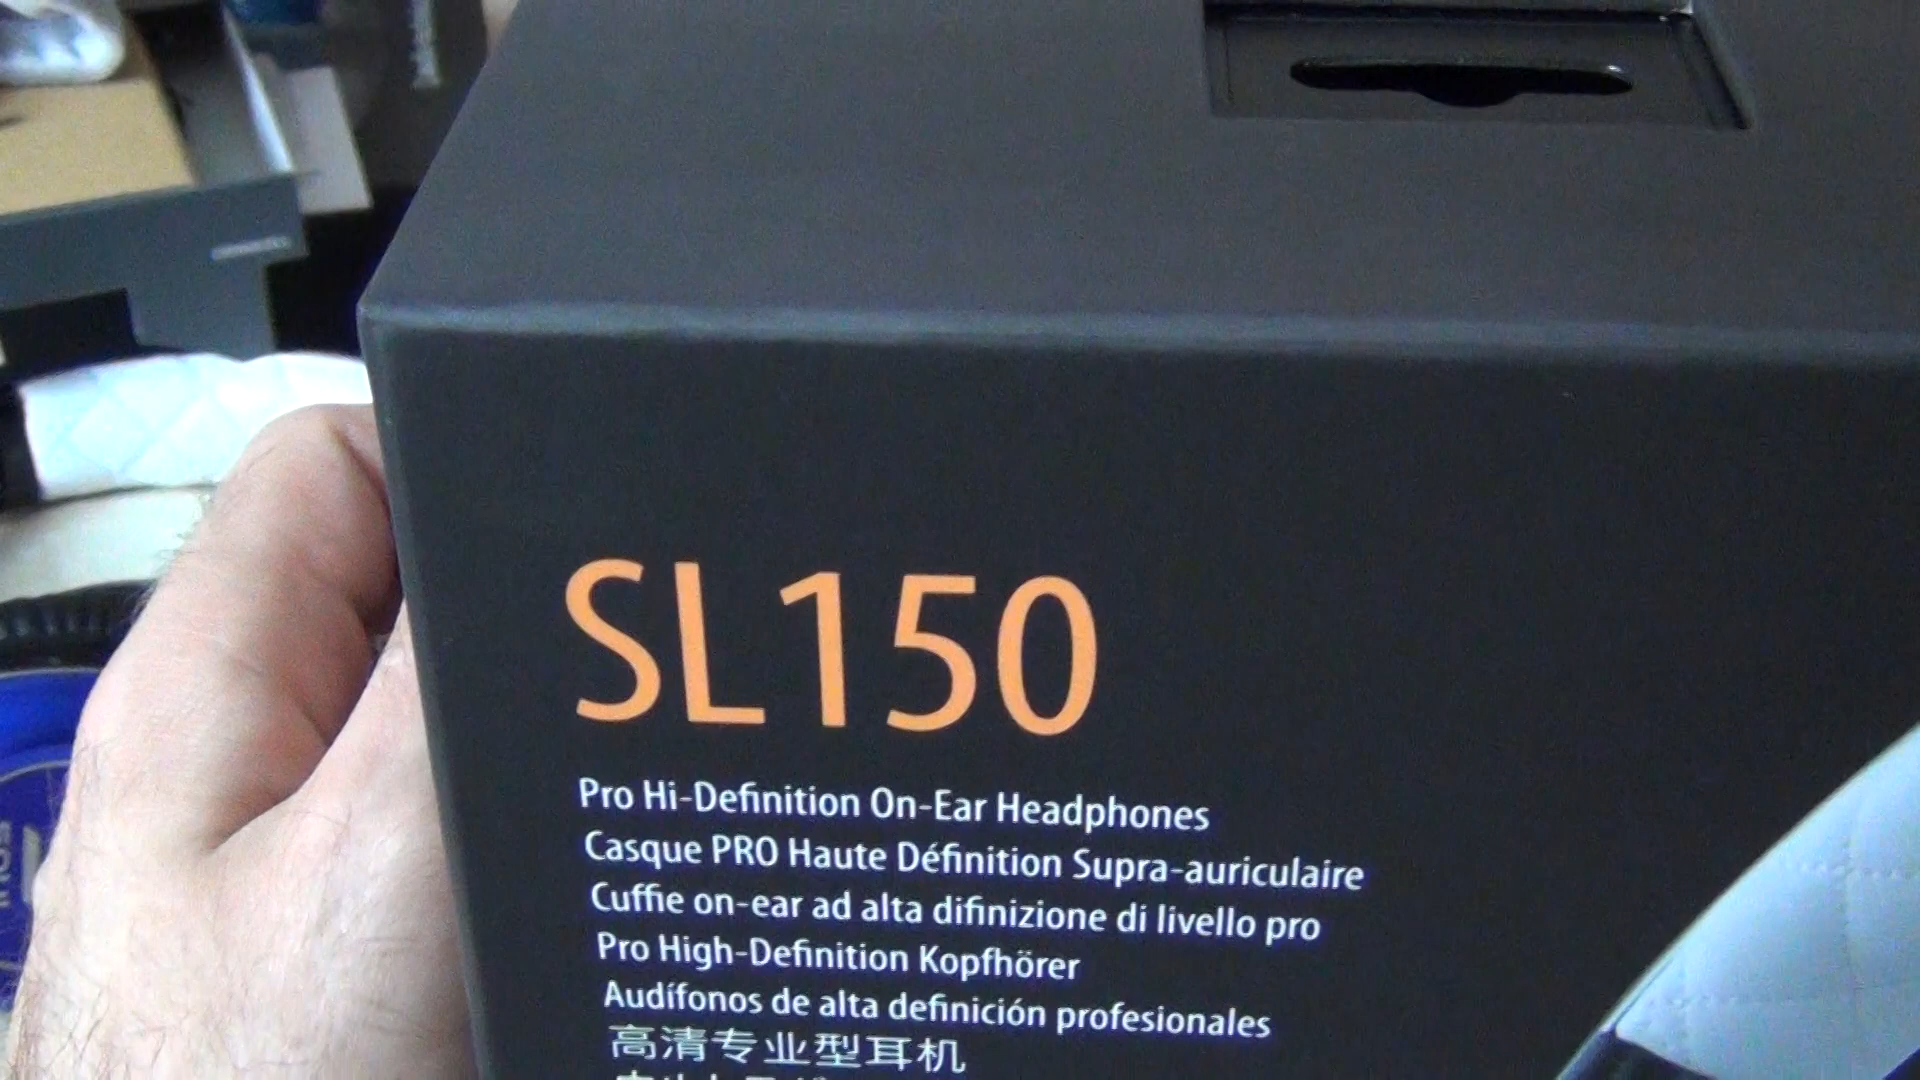 SL150
Pro Hi-Definition On-Ear Headphones
Casque PRO Haute Définition Supra-auriculaire
Cuffie on-ear ad alta difinizione di livello pro
Pro High-Definition Kopfhörer
Audífonos de alta definición profesionales
高清专业型耳机